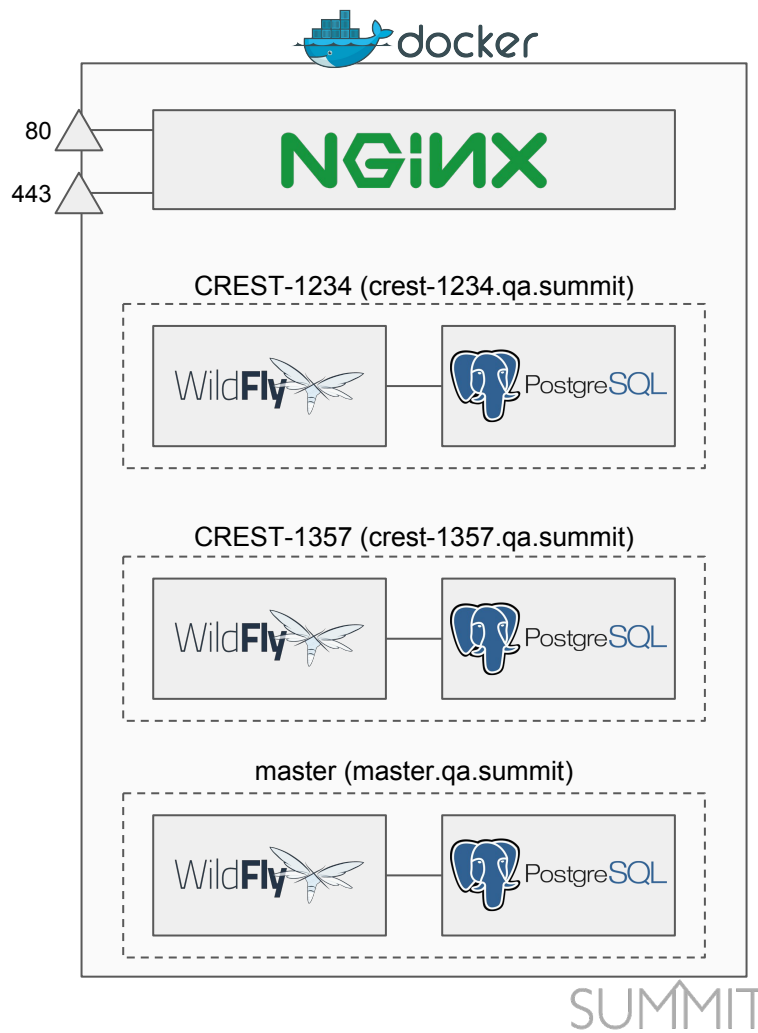 docker
80
NGiNX
443
CREST-1234 (crest-1234.qa.summit)
WildFly
PostgreSQL
CREST-1357 (crest-1357.qa.summit)
WildFly
PostgreSQL
master (master.qa.summit)
WildFly
PostgreSQL
SUMMIT